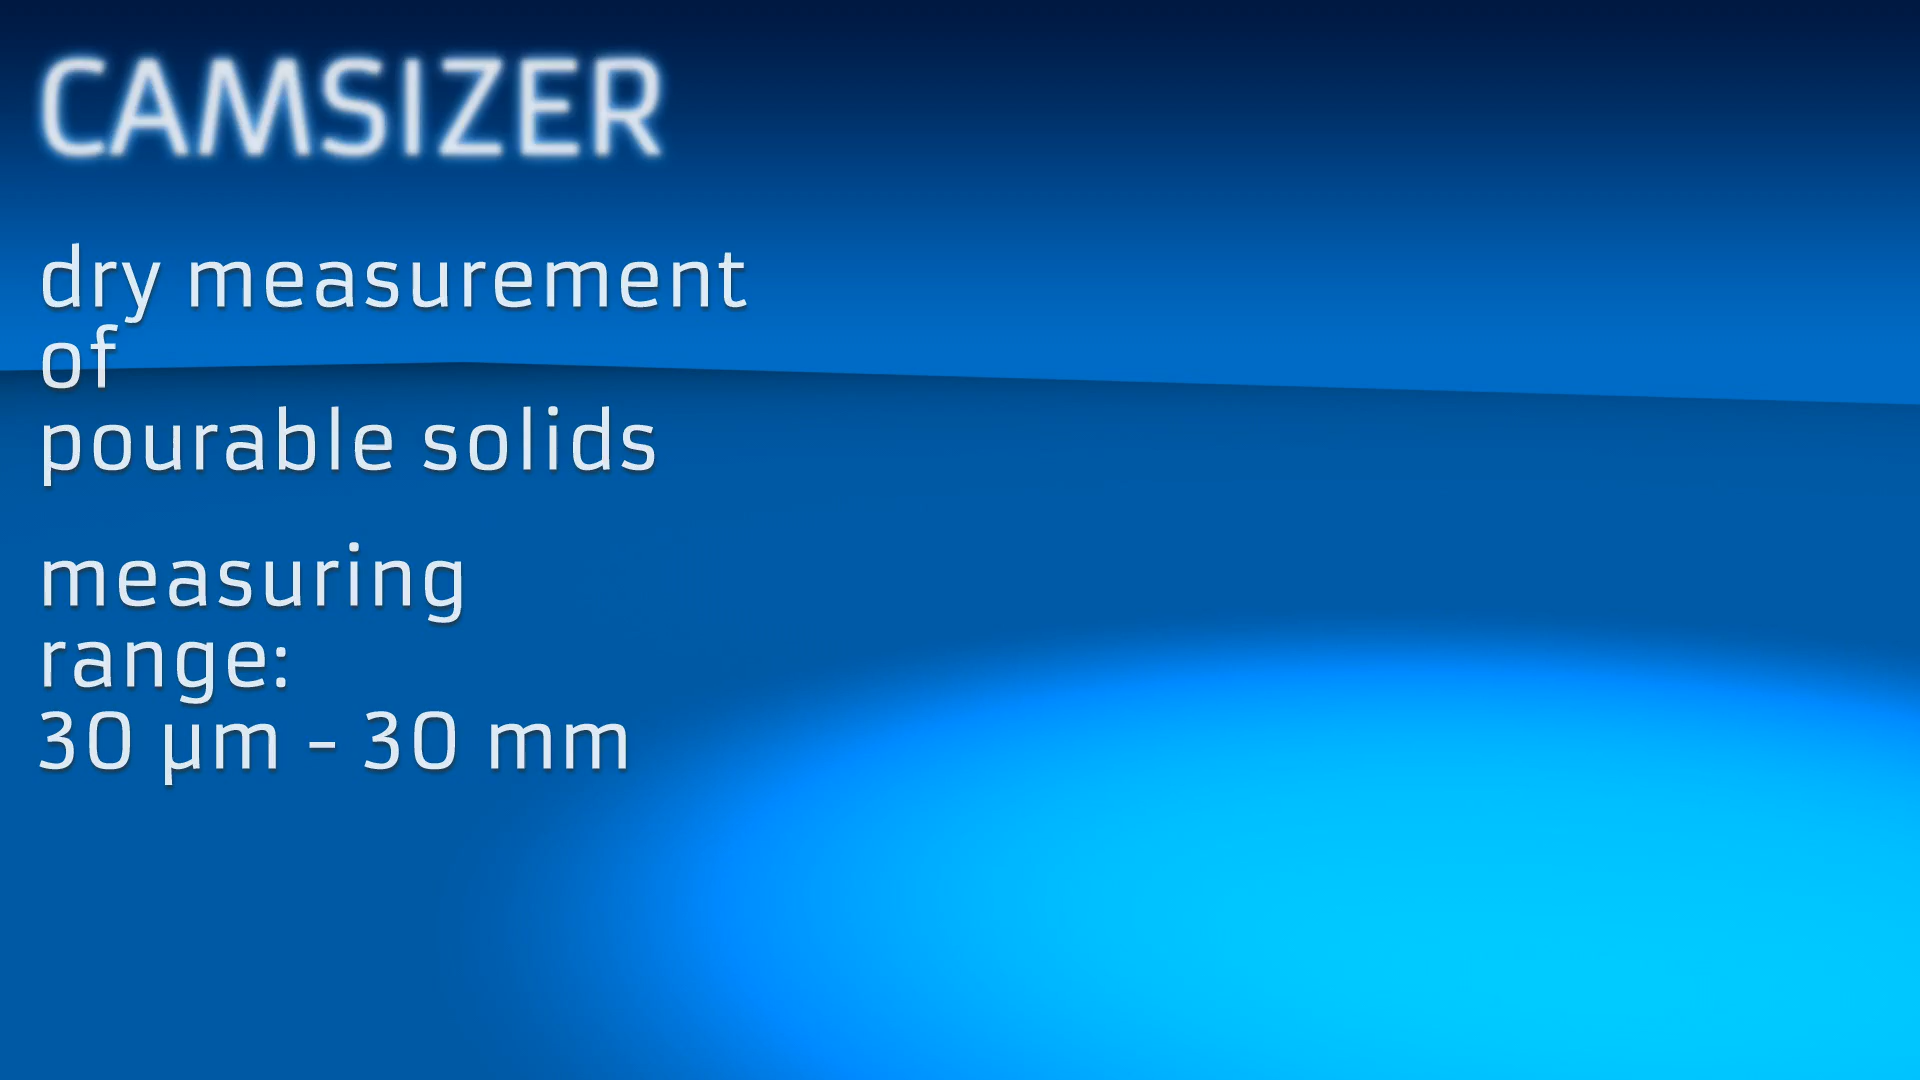 CAMSIZER
dry measurement
of
pourable solids
measuring
range:
30 µm - 30 mm